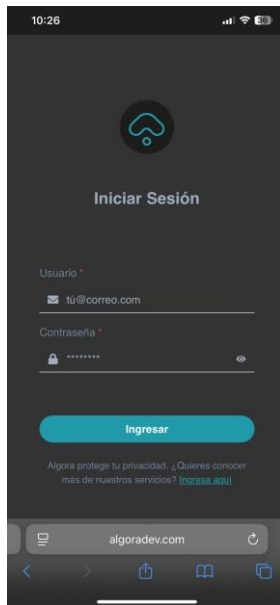 10:26
36
Iniciar Sesión
Usuario *
tú@correo.com
Contraseña *
********
Ingresar
Algora protege tu privacidad. ¿Quieres conocer
más de nuestros servicios? Ingresa aquí
algoradev.com